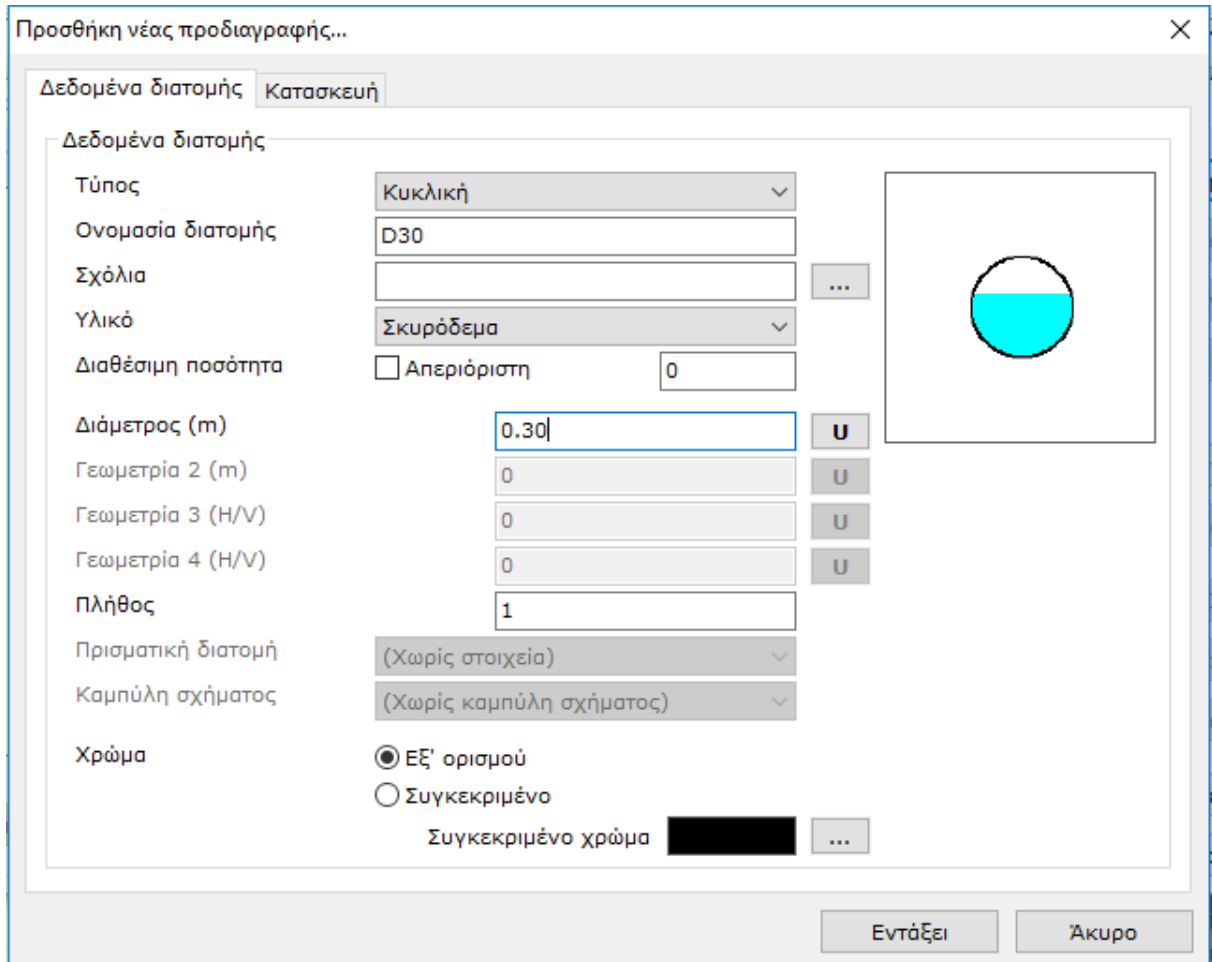 Προσθήκη νέας προδιαγραφής...
Δεδομένα διατομής Κατασκευή
Δεδομένα διατομής
Τύπος Κυκλική
Ονομασία διατομής D30
Σχόλια ...
Υλικό Σκυρόδεμα
Διαθέσιμη ποσότητα Απεριόριστη 0
Διάμετρος (m) 0.30 U
Γεωμετρία 2 (m) 0 U
Γεωμετρία 3 (H/V) 0 U
Γεωμετρία 4 (H/V) 0 U
Πλήθος 1
Πρισματική διατομή (Χωρίς στοιχεία)
Καμπύλη σχήματος (Χωρίς καμπύλη σχήματος)
Χρώμα Εξ' ορισμού
Συγκεκριμένο
Συγκεκριμένο χρώμα ...
Εντάξει Άκυρο